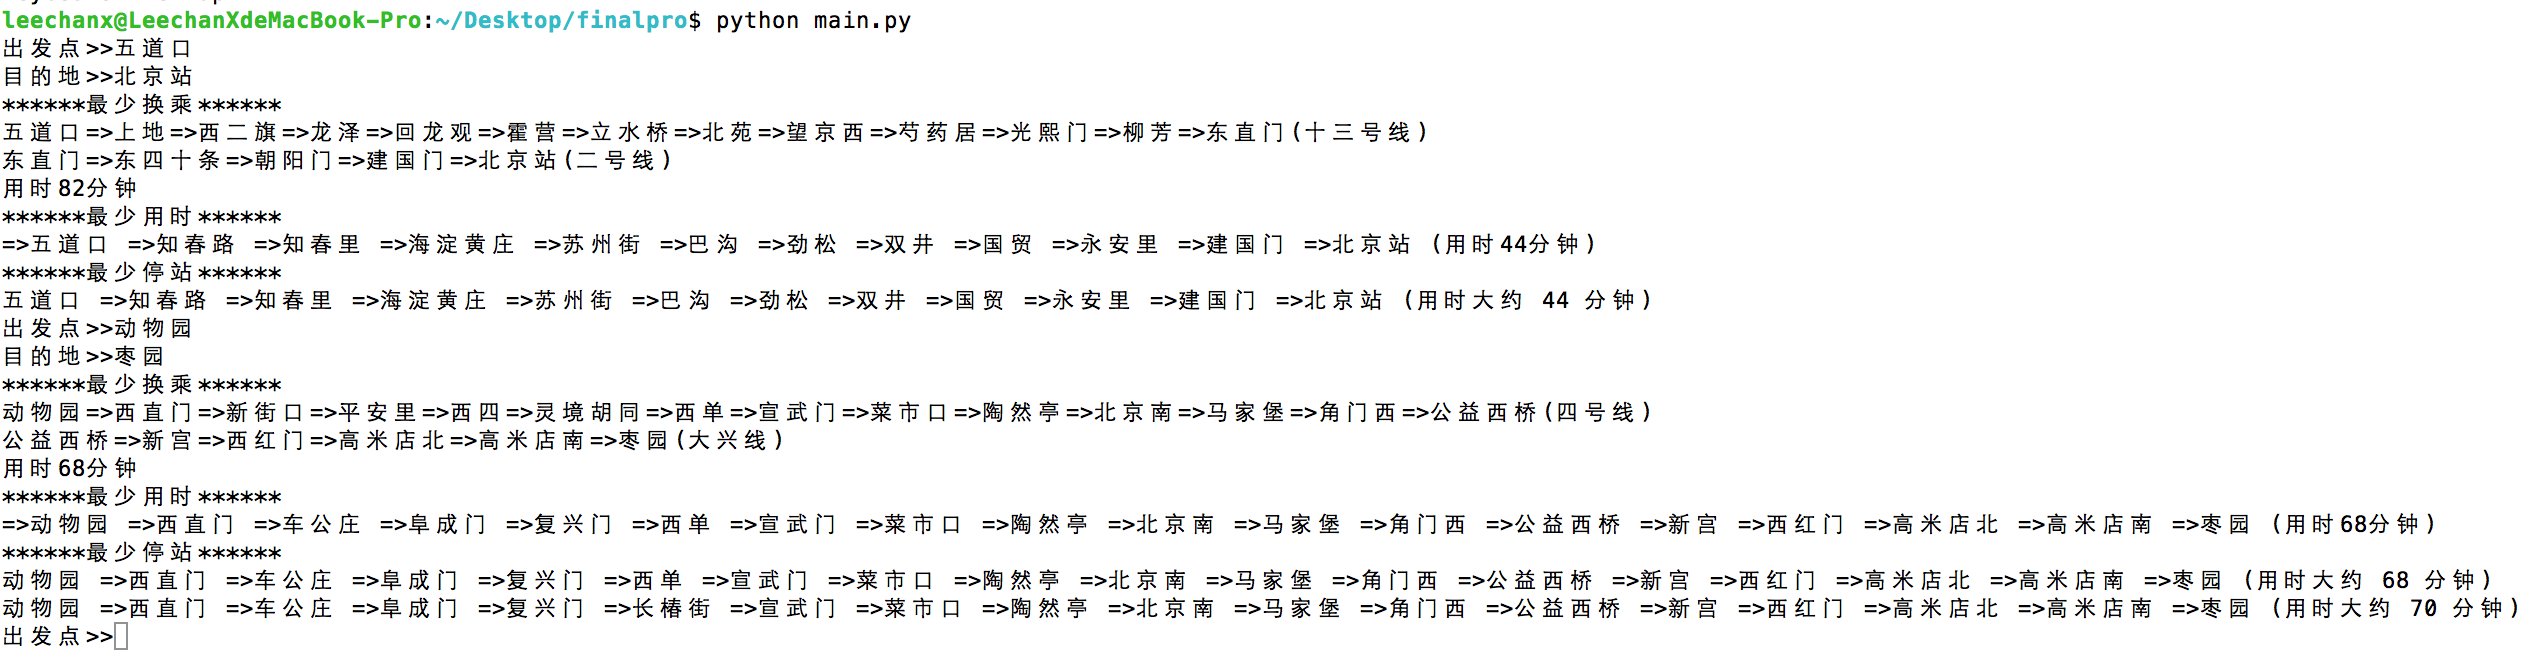 leechanx@LeechanXdeMacBook-Pro:~/Desktop/finalpro$ python main.py
出发点>>五道口
目的地>>北京站
******最少换乘******
五道口=>上地=>西二旗=>龙泽=>回龙观=>霍营=>立水桥=>北苑=>望京西=>芍药居=>光熙门=>柳芳=>东直门(十三号线)
东直门=>东四十条=>朝阳门=>建国门=>北京站(二号线)
用时82分钟
******最少用时******
=>五道口 =>知春路 =>知春里 =>海淀黄庄 =>苏州街 =>巴沟 =>劲松 =>双井 =>国贸 =>永安里 =>建国门 =>北京站 (用时44分钟)
******最少停站******
五道口 =>知春路 =>知春里 =>海淀黄庄 =>苏州街 =>巴沟 =>劲松 =>双井 =>国贸 =>永安里 =>建国门 =>北京站 (用时大约 44 分钟)
出发点>>动物园
目的地>>枣园
******最少换乘******
动物园=>西直门=>新街口=>平安里=>西四=>灵境胡同=>西单=>宣武门=>菜市口=>陶然亭=>北京南=>马家堡=>角门西=>公益西桥(四号线)
公益西桥=>新宫=>西红门=>高米店北=>高米店南=>枣园(大兴线)
用时68分钟
******最少用时******
=>动物园 =>西直门 =>车公庄 =>阜成门 =>复兴门 =>西单 =>宣武门 =>菜市口 =>陶然亭 =>北京南 =>马家堡 =>角门西 =>公益西桥 =>新宫 =>西红门 =>高米店北 =>高米店南 =>枣园 (用时68分钟)
******最少停站******
动物园 =>西直门 =>车公庄 =>阜成门 =>复兴门 =>西单 =>宣武门 =>菜市口 =>陶然亭 =>北京南 =>马家堡 =>角门西 =>公益西桥 =>新宫 =>西红门 =>高米店北 =>高米店南 =>枣园 (用时大约 68 分钟)
动物园 =>西直门 =>车公庄 =>阜成门 =>复兴门 =>长椿街 =>宣武门 =>菜市口 =>陶然亭 =>北京南 =>马家堡 =>角门西 =>公益西桥 =>新宫 =>西红门 =>高米店北 =>高米店南 =>枣园 (用时大约 70 分钟)
出发点>>